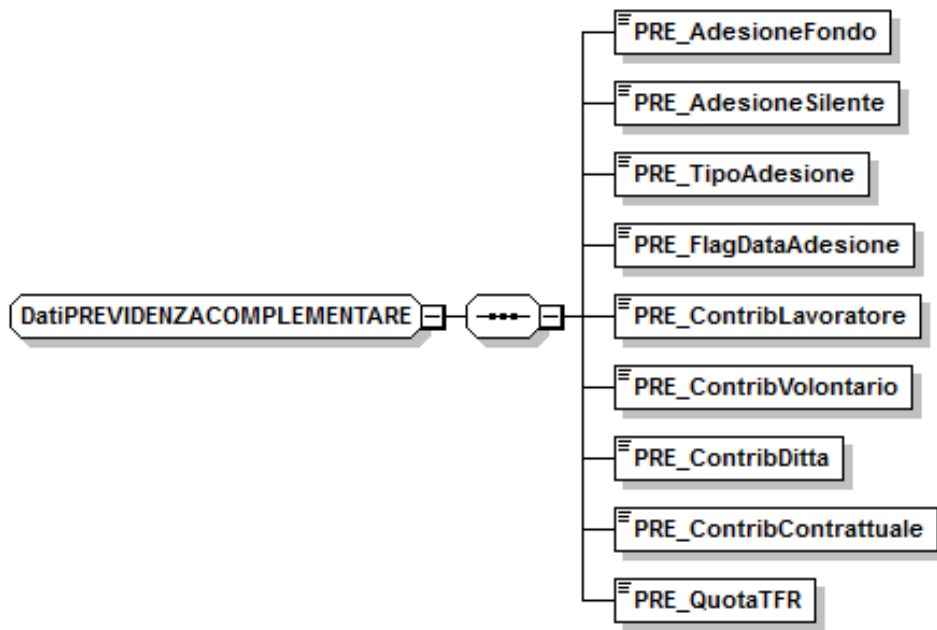 PRE_AdesioneFondo
PRE_AdesioneSilente
PRE_TipoAdesione
PRE_FlagDataAdesione
DatiPREVIDENZACOMPLEMENTARE
PRE_ContribLavoratore
PRE_ContribVolontario
PRE_ContribDitta
PRE_ContribContrattuale
PRE_QuotaTFR